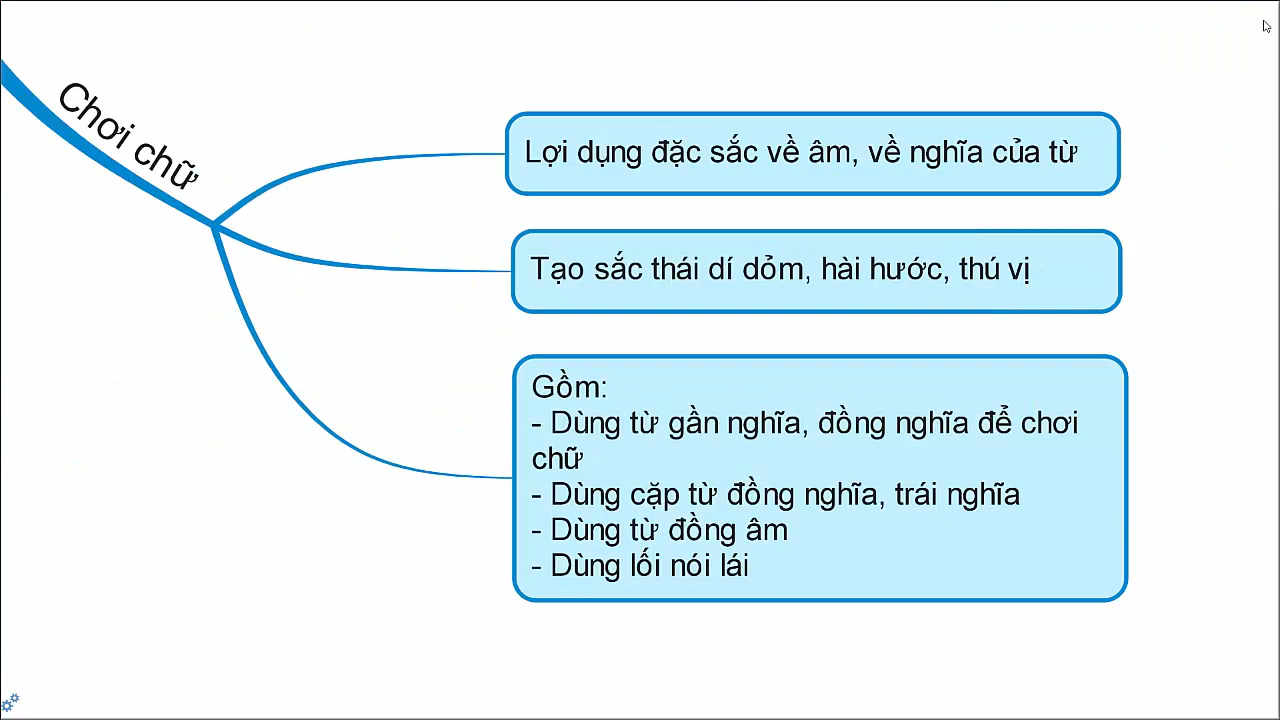 Chơi chữ
Lợi dụng đặc sắc về âm, về nghĩa của từ
Tạo sắc thái dí dỏm, hài hước, thú vị
Gồm:
- Dùng từ gần nghĩa, đồng nghĩa để chơi
chữ
- Dùng cặp từ đồng nghĩa, trái nghĩa
- Dùng từ đồng âm
- Dùng lối nói lái